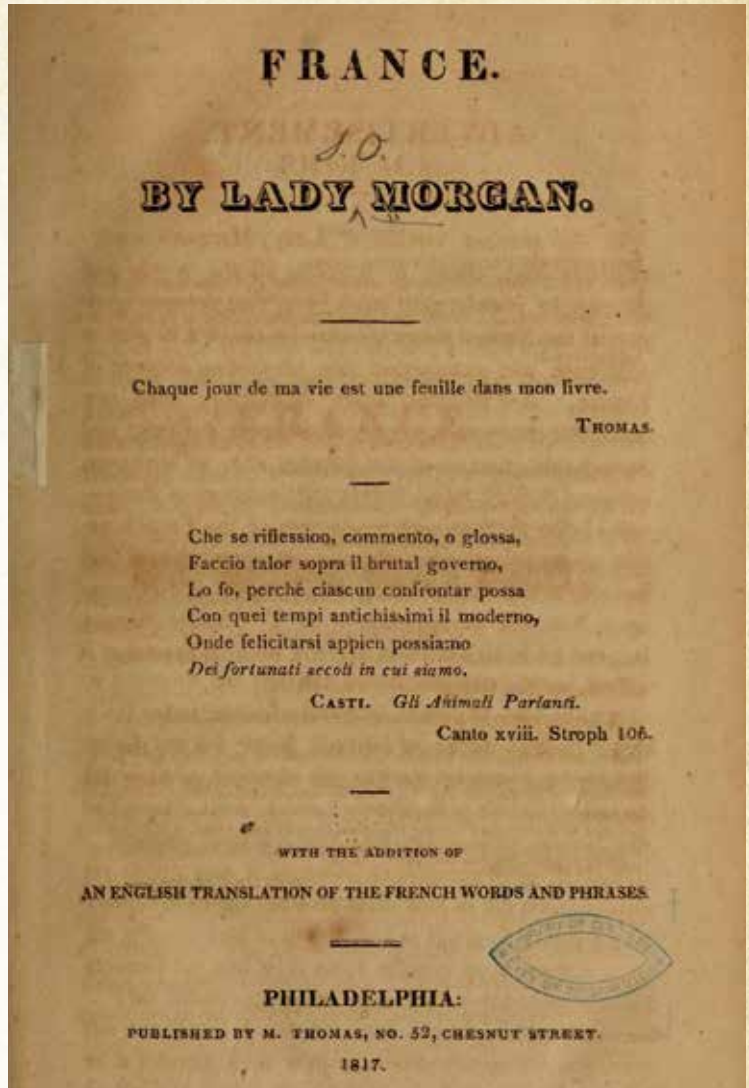 FRANCE.
S.O.
BY LADY MORGAN.
Chaque jour de ma vie est une feuille dans mon livre.
THOMAS.
Che se riflession, commento, o glossa,
Faccio talor sopra il brutal governo,
Lo fo, perché ciascun confrontar possa
Con quei tempi antichissimi il moderno,
Onde felicitarsi appien possiamo
Dei fortunati secoli in cui siamo.
CASTI. Gli Animali Parlanti.
Canto xviii. Stroph 106.
WITH THE ADDITION OF
AN ENGLISH TRANSLATION OF THE FRENCH WORDS AND PHRASES.
PHILADELPHIA:
PUBLISHED BY M. THOMAS, NO. 52, CHESNUT STREET.
1817.